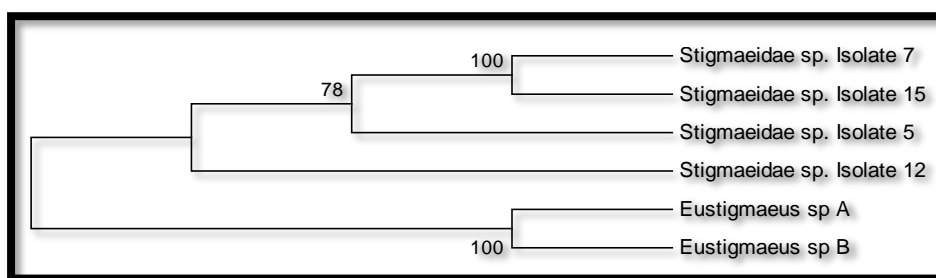 Stigmaeidae sp. Isolate 7
100
Stigmaeidae sp. Isolate 15
78
Stigmaeidae sp. Isolate 5
Stigmaeidae sp. Isolate 12
Eustigmaeus sp A
Eustigmaeus sp B
100